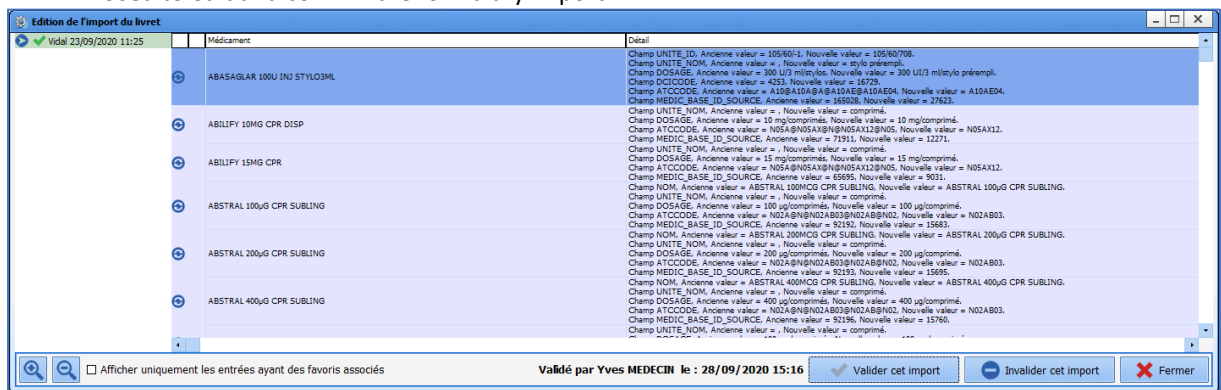 Edition de l'import du livret
Vidal 23/09/2020 11:25
Médicament Détail
ABASAGLAR 100U INJ STYLO3ML
Champ UNITE_ID, Ancienne valeur = 105/60/-1, Nouvelle valeur = 105/60/708.
Champ UNITE_NOM, Ancienne valeur = , Nouvelle valeur = stylo prérempli.
Champ DOSAGE, Ancienne valeur = 300 U/3 ml/stylos, Nouvelle valeur = 300 UI/3 ml/stylo prérempli.
Champ DCICODE, Ancienne valeur = 4253, Nouvelle valeur = 16729.
Champ ATCCODE, Ancienne valeur = A10@A10A@A@A10AE@A10AE04, Nouvelle valeur = A10AE04.
Champ MEDIC_BASE_ID_SOURCE, Ancienne valeur = 165028, Nouvelle valeur = 27623.
ABILIFY 10MG CPR DISP
Champ UNITE_NOM, Ancienne valeur = , Nouvelle valeur = comprimé.
Champ DOSAGE, Ancienne valeur = 10 mg/comprimés, Nouvelle valeur = 10 mg/comprimé.
Champ ATCCODE, Ancienne valeur = N05A@N05AX@N@N05AX12@N05, Nouvelle valeur = N05AX12.
Champ MEDIC_BASE_ID_SOURCE, Ancienne valeur = 71911, Nouvelle valeur = 12271.
ABILIFY 15MG CPR
Champ UNITE_NOM, Ancienne valeur = , Nouvelle valeur = comprimé.
Champ DOSAGE, Ancienne valeur = 15 mg/comprimés, Nouvelle valeur = 15 mg/comprimé.
Champ ATCCODE, Ancienne valeur = N05A@N05AX@N@N05AX12@N05, Nouvelle valeur = N05AX12.
Champ MEDIC_BASE_ID_SOURCE, Ancienne valeur = 65695, Nouvelle valeur = 9031.
ABSTRAL 100µG CPR SUBLING
Champ NOM, Ancienne valeur = ABSTRAL 100MCG CPR SUBLING, Nouvelle valeur = ABSTRAL 100µG CPR SUBLING.
Champ UNITE_NOM, Ancienne valeur = , Nouvelle valeur = comprimé.
Champ DOSAGE, Ancienne valeur = 100 µg/comprimés, Nouvelle valeur = 100 µg/comprimé.
Champ ATCCODE, Ancienne valeur = N02A@N@N02AB03@N02AB@N02, Nouvelle valeur = N02AB03.
Champ MEDIC_BASE_ID_SOURCE, Ancienne valeur = 92192, Nouvelle valeur = 15683.
ABSTRAL 200µG CPR SUBLING
Champ NOM, Ancienne valeur = ABSTRAL 200MCG CPR SUBLING, Nouvelle valeur = ABSTRAL 200µG CPR SUBLING.
Champ UNITE_NOM, Ancienne valeur = , Nouvelle valeur = comprimé.
Champ DOSAGE, Ancienne valeur = 200 µg/comprimés, Nouvelle valeur = 200 µg/comprimé.
Champ ATCCODE, Ancienne valeur = N02A@N@N02AB03@N02AB@N02, Nouvelle valeur = N02AB03.
Champ MEDIC_BASE_ID_SOURCE, Ancienne valeur = 92193, Nouvelle valeur = 15695.
ABSTRAL 400µG CPR SUBLING
Champ NOM, Ancienne valeur = ABSTRAL 400MCG CPR SUBLING, Nouvelle valeur = ABSTRAL 400µG CPR SUBLING.
Champ UNITE_NOM, Ancienne valeur = , Nouvelle valeur = comprimé.
Champ DOSAGE, Ancienne valeur = 400 µg/comprimés, Nouvelle valeur = 400 µg/comprimé.
Champ ATCCODE, Ancienne valeur = N02A@N@N02AB03@N02AB@N02, Nouvelle valeur = N02AB03.
Champ MEDIC_BASE_ID_SOURCE, Ancienne valeur = 92196, Nouvelle valeur = 15760.
Champ UNITE_NOM, Ancienne valeur = , Nouvelle valeur = comprimé.
Afficher uniquement les entrées ayant des favoris associés Validé par Yves MEDECIN le : 28/09/2020 15:16 Valider cet import Invalider cet import Fermer